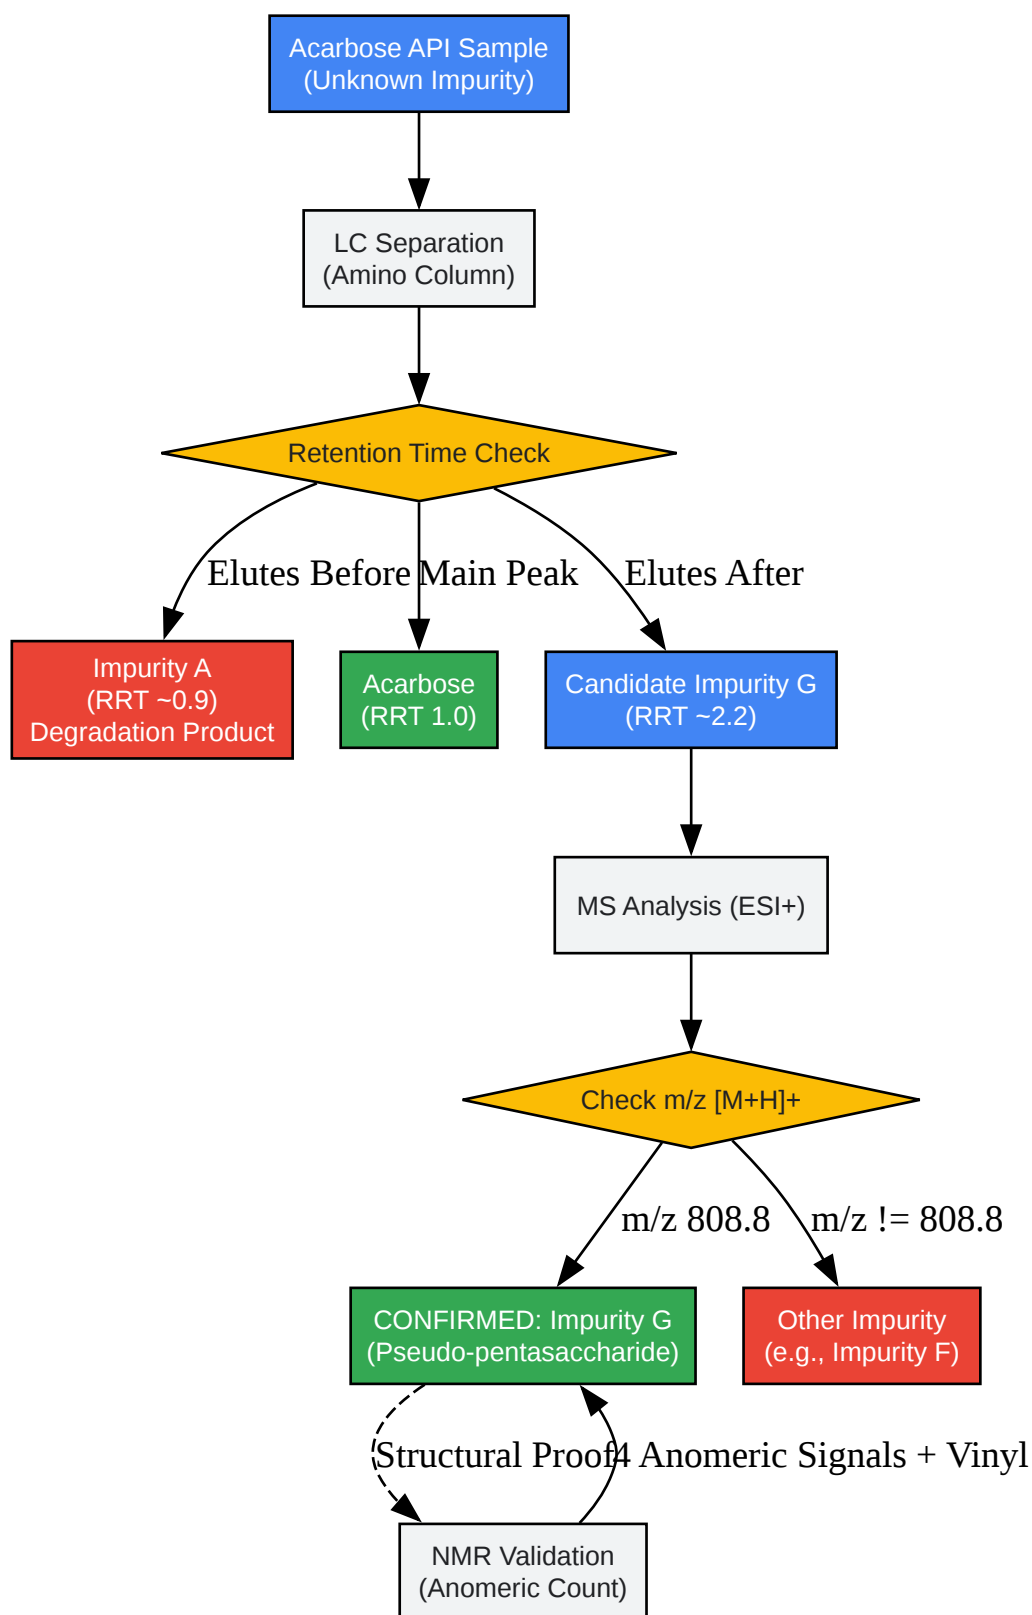 Acarbose API Sample
(Unknown Impurity)
LC Separation
(Amino Column)
Retention Time Check
Elutes Before
Main Peak
Elutes After
Impurity A
(RRT ~0.9)
Degradation Product
Acarbose
(RRT 1.0)
Candidate Impurity G
(RRT ~2.2)
MS Analysis (ESI+)
Check m/z [M+H]+
m/z 808.8
m/z != 808.8
CONFIRMED: Impurity G
(Pseudo-pentasaccharide)
Other Impurity
(e.g., Impurity F)
Structural Proof
4 Anomeric Signals + Vinyl
NMR Validation
(Anomeric Count)